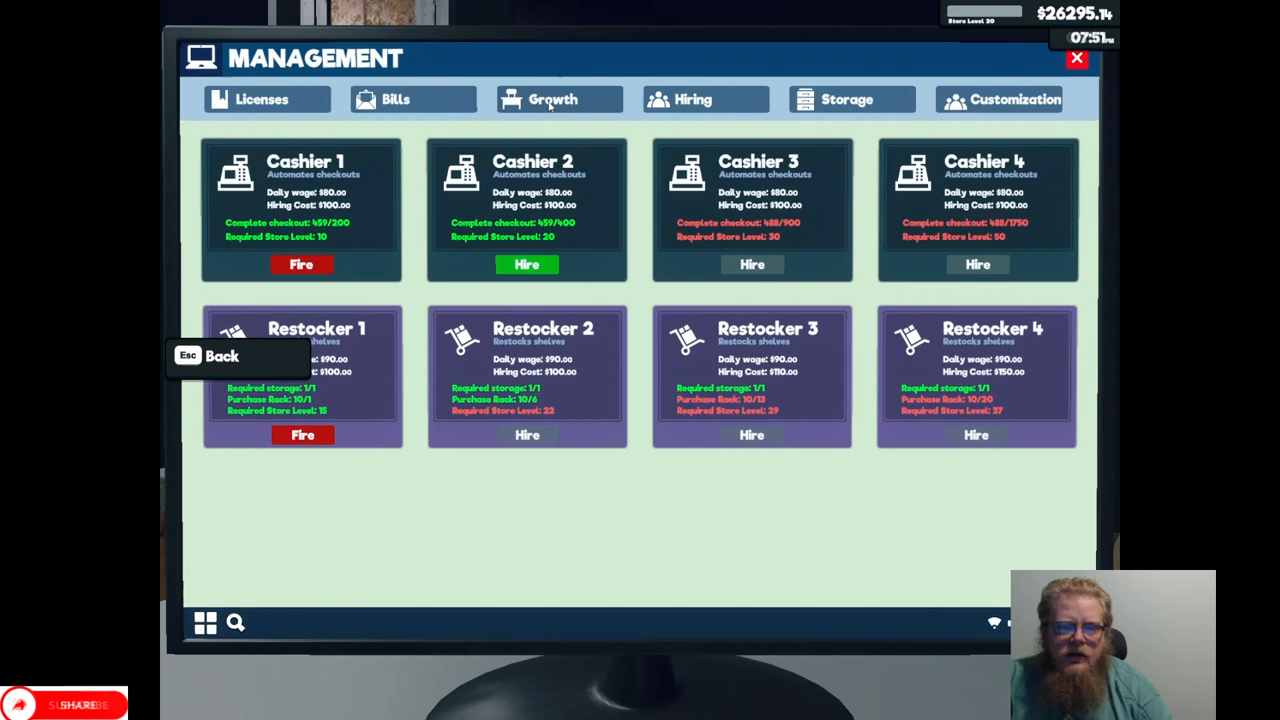 $26295.14
Store Level 20
07:51PM
MANAGEMENT
Licenses
Bills
Growth
Hiring
Storage
Customization
Cashier 1
Automates checkouts
Daily wage: $80.00
Hiring Cost: $100.00
Complete checkout: 459/200
Required Store Level: 10
Fire
Cashier 2
Automates checkouts
Daily wage: $80.00
Hiring Cost: $100.00
Complete checkout: 459/400
Required Store Level: 20
Hire
Cashier 3
Automates checkouts
Daily wage: $80.00
Hiring Cost: $100.00
Complete checkout: 488/900
Required Store Level: 30
Hire
Cashier 4
Automates checkouts
Daily wage: $80.00
Hiring Cost: $100.00
Complete checkout: 488/1750
Required Store Level: 50
Hire
Restocker 1
Restocks shelves
$90.00
$100.00
Required storage: 1/1
Purchase Rack: 10/1
Required Store Level: 15
Fire
Restocker 2
Restocks shelves
Daily wage: $90.00
Hiring Cost: $100.00
Required storage: 1/1
Purchase Rack: 10/6
Required Store Level: 22
Hire
Restocker 3
Restocks shelves
Daily wage: $90.00
Hiring Cost: $110.00
Required storage: 1/1
Purchase Rack: 10/13
Required Store Level: 29
Hire
Restocker 4
Restocks shelves
Daily wage: $90.00
Hiring Cost: $150.00
Required storage: 1/1
Purchase Rack: 10/20
Required Store Level: 37
Hire
Esc Back
SHARE